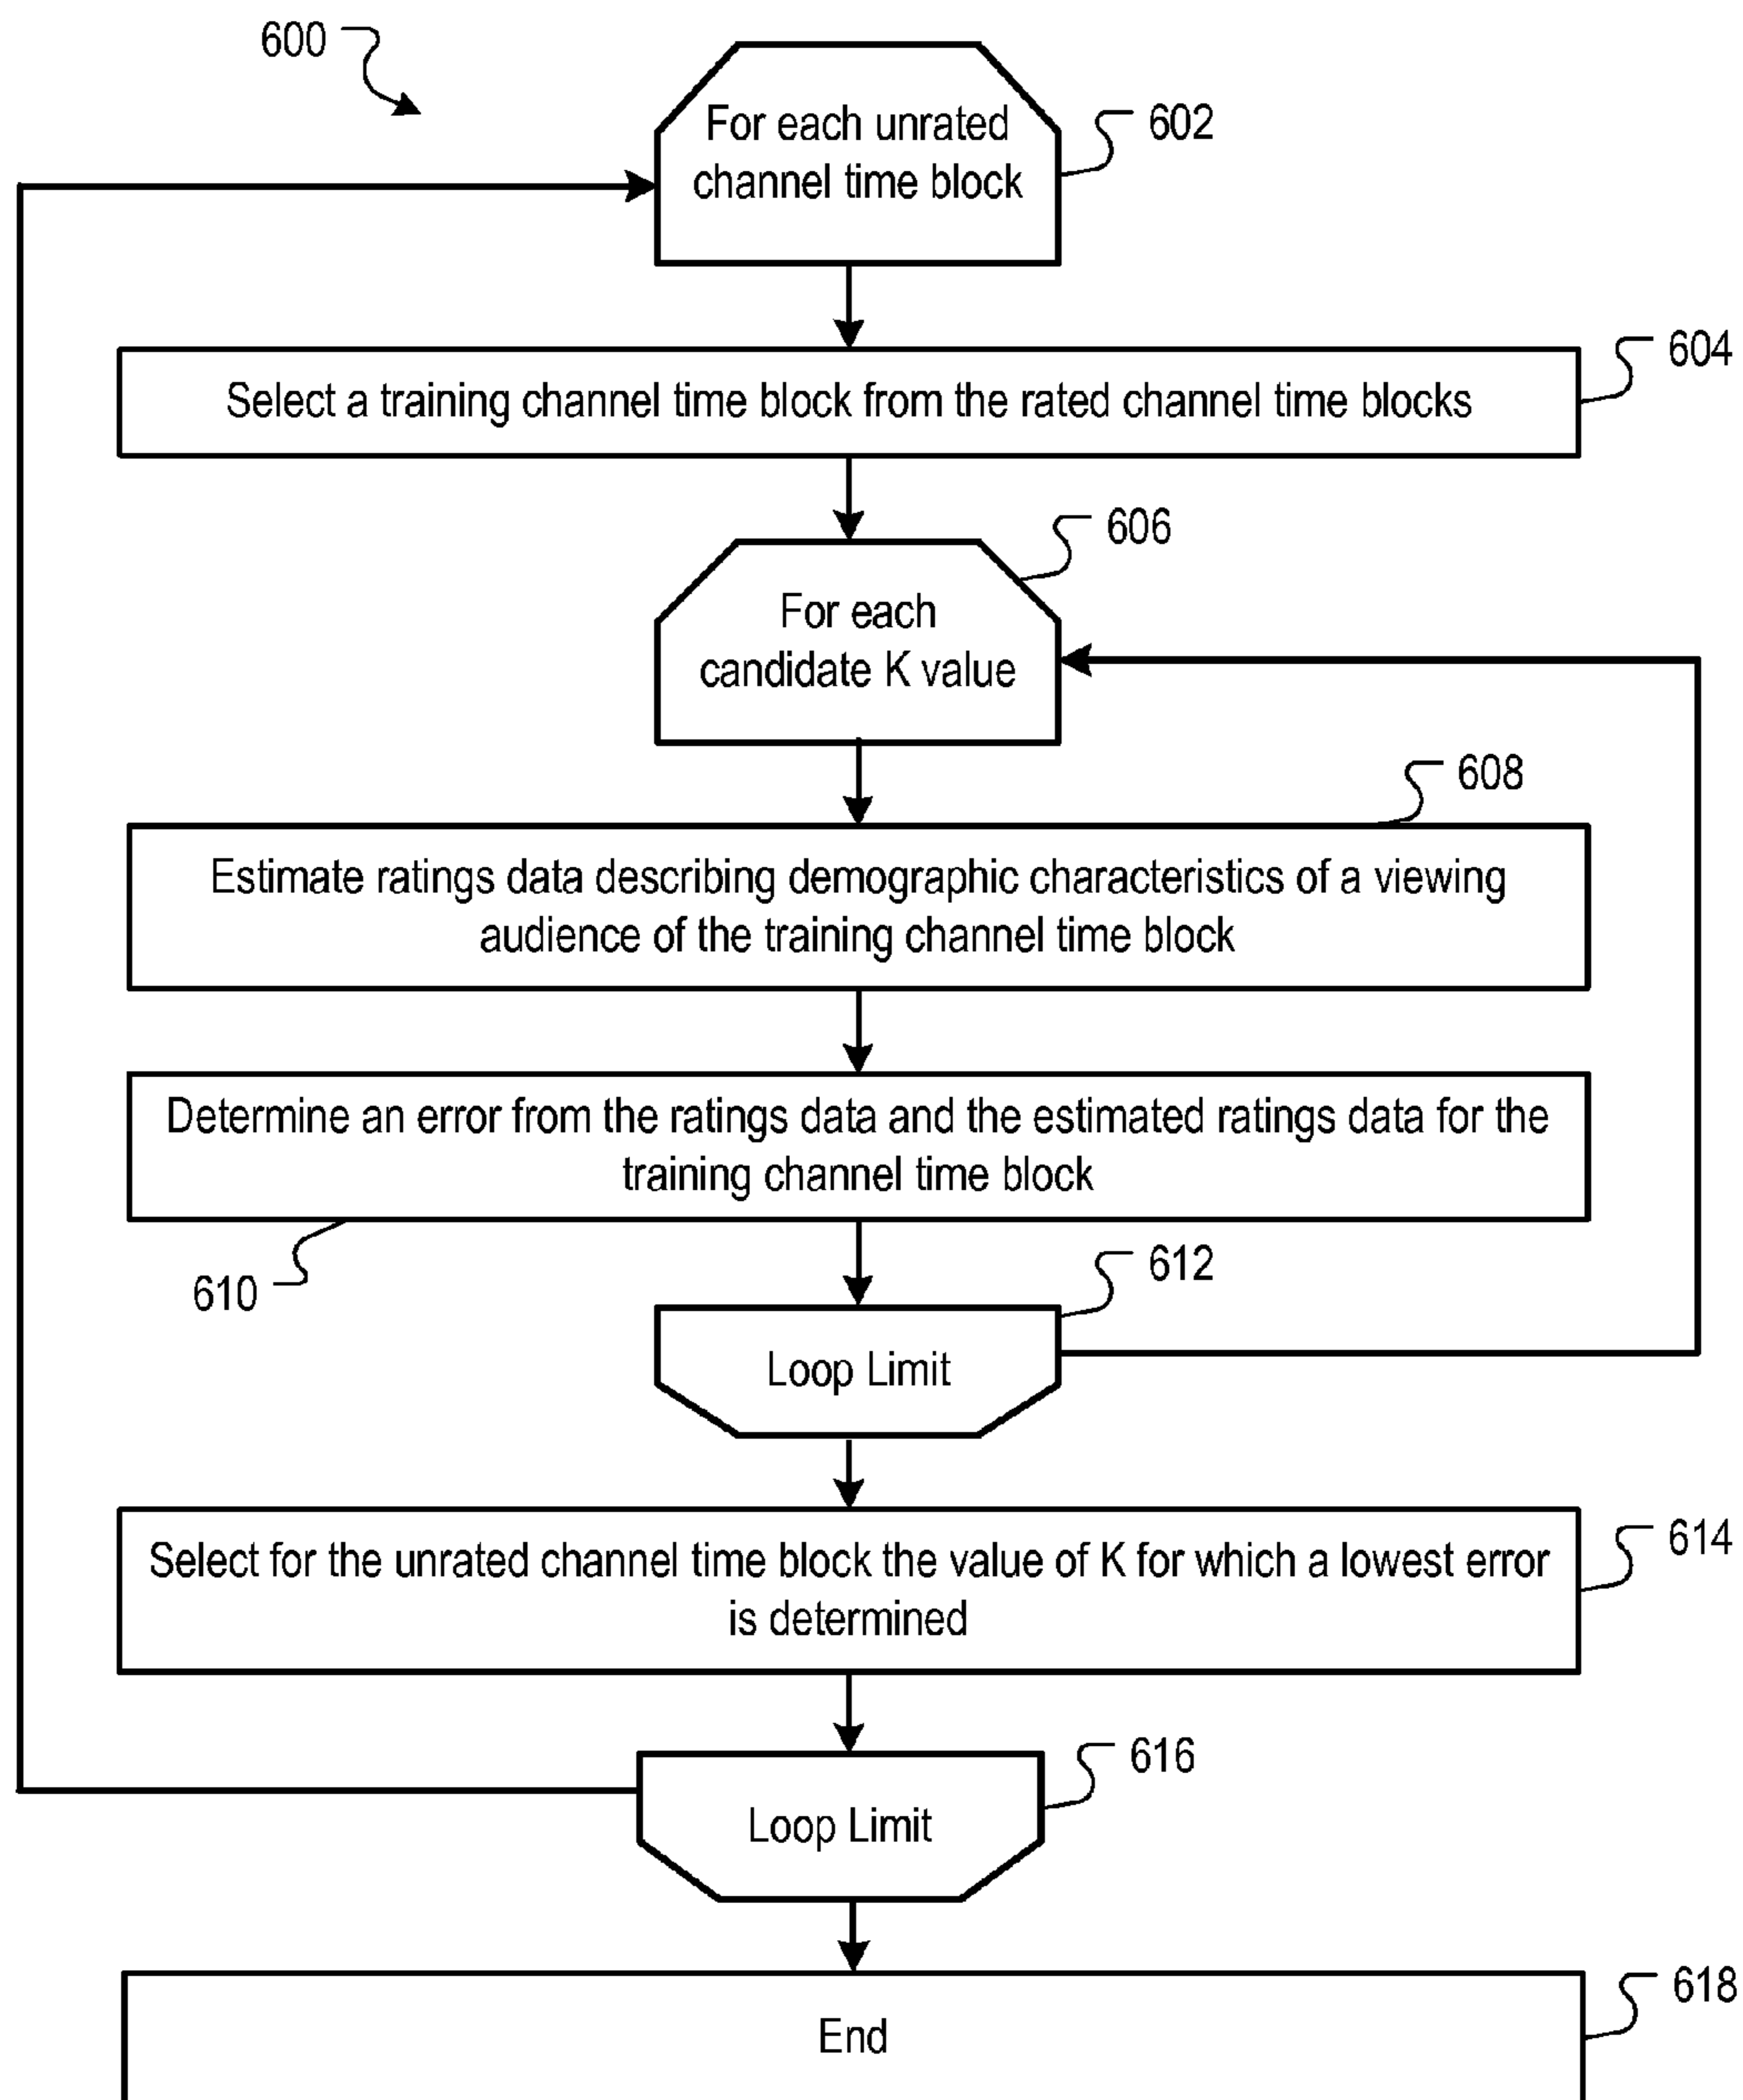 600
For each unrated
channel time block
602
Select a training channel time block from the rated channel time blocks
604
For each
candidate K value
606
608
Estimate ratings data describing demographic characteristics of a viewing
audience of the training channel time block
Determine an error from the ratings data and the estimated ratings data for the
training channel time block
610
612
Loop Limit
Select for the unrated channel time block the value of K for which a lowest error
is determined
614
616
Loop Limit
618
End